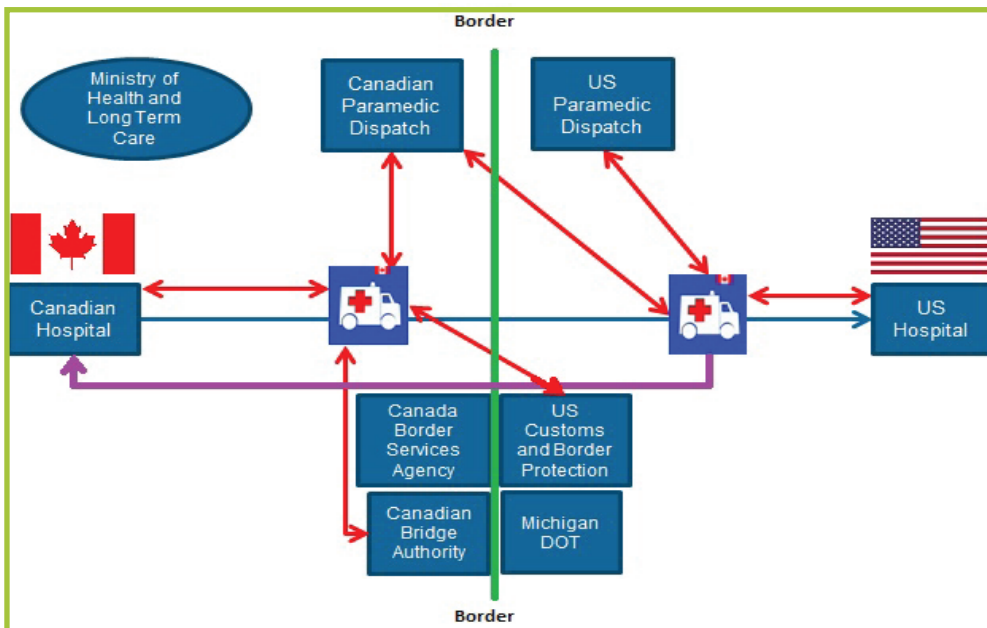 Border
Ministry of
Health and
Long Term
Care
Canadian
Paramedic
Dispatch
US
Paramedic
Dispatch
Canadian
Hospital
US
Hospital
Canada
Border
Services
Agency
US
Customs
and Border
Protection
Canadian
Bridge
Authority
Michigan
DOT
Border